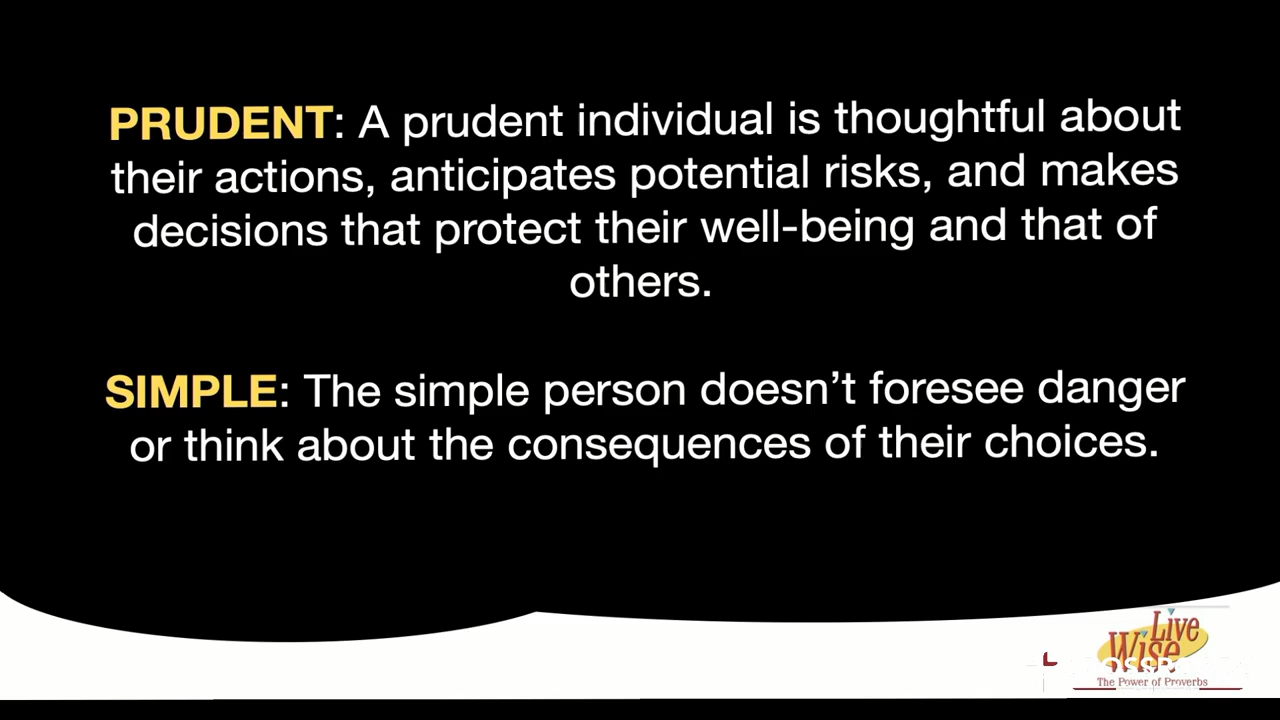 PRUDENT: A prudent individual is thoughtful about
their actions, anticipates potential risks, and makes
decisions that protect their well-being and that of
others.
SIMPLE: The simple person doesn’t foresee danger
or think about the consequences of their choices.
Live
Wise
The Power of Proverbs